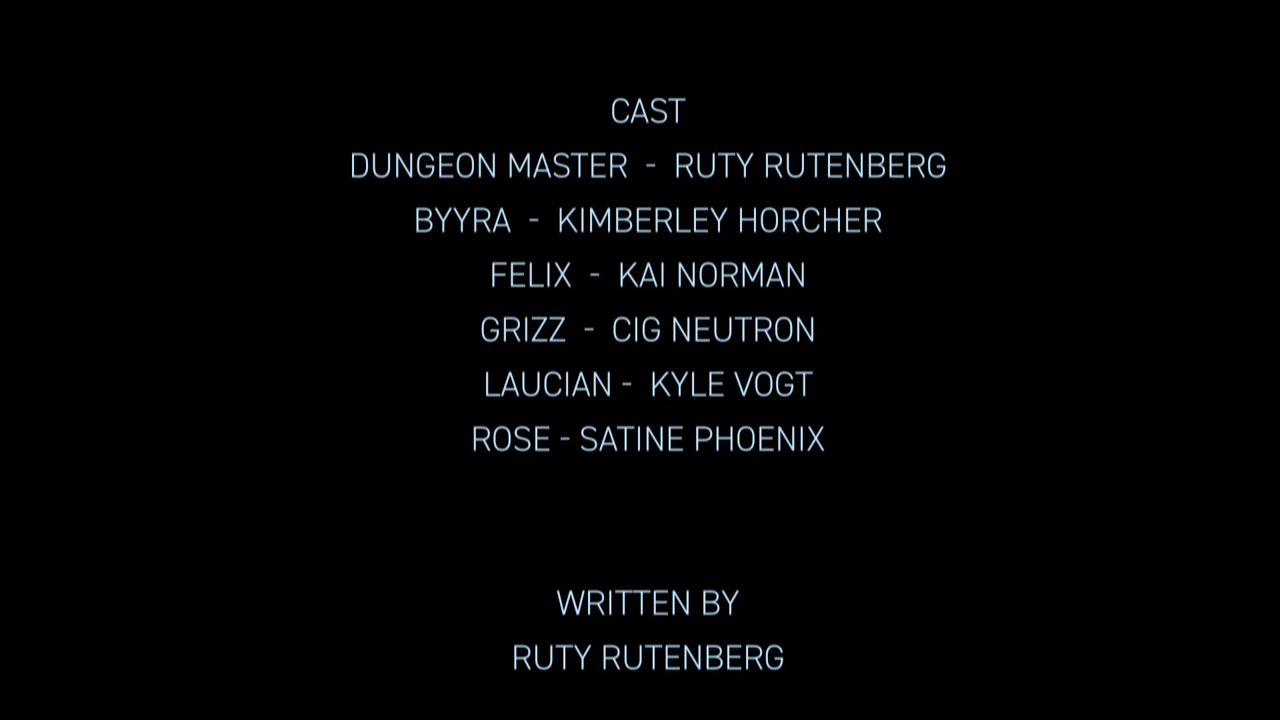 CAST
DUNGEON MASTER - RUTY RUTENBERG
BYYRA - KIMBERLEY HORCHER
FELIX - KAI NORMAN
GRIZZ - CIG NEUTRON
LAUCIAN - KYLE VOGT
ROSE - SATINE PHOENIX
WRITTEN BY
RUTY RUTENBERG